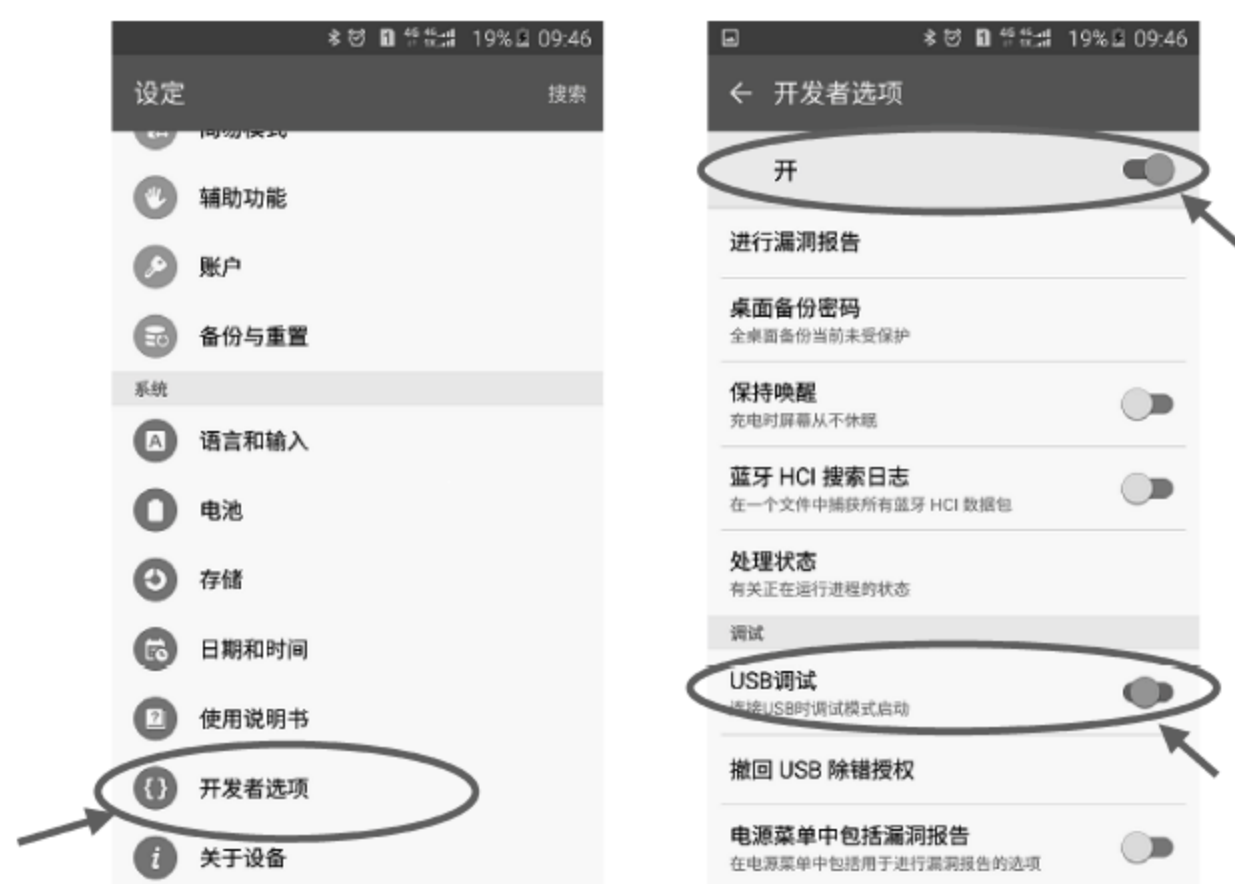 19% 09:46
设定
搜索
简易模式
辅助功能
账户
备份与重置
系统
语言和输入
电池
存储
日期和时间
使用说明书
开发者选项
关于设备
19% 09:46
开发者选项
开
进行漏洞报告
桌面备份密码
全桌面备份当前未受保护
保持唤醒
充电时屏幕从不休眠
蓝牙 HCI 搜索日志
在一个文件中捕获所有蓝牙 HCI 数据包
处理状态
有关正在运行进程的状态
调试
USB调试
连接USB时调试模式启动
撤回 USB 除错授权
电源菜单中包括漏洞报告
在电源菜单中包括用于进行漏洞报告的选项